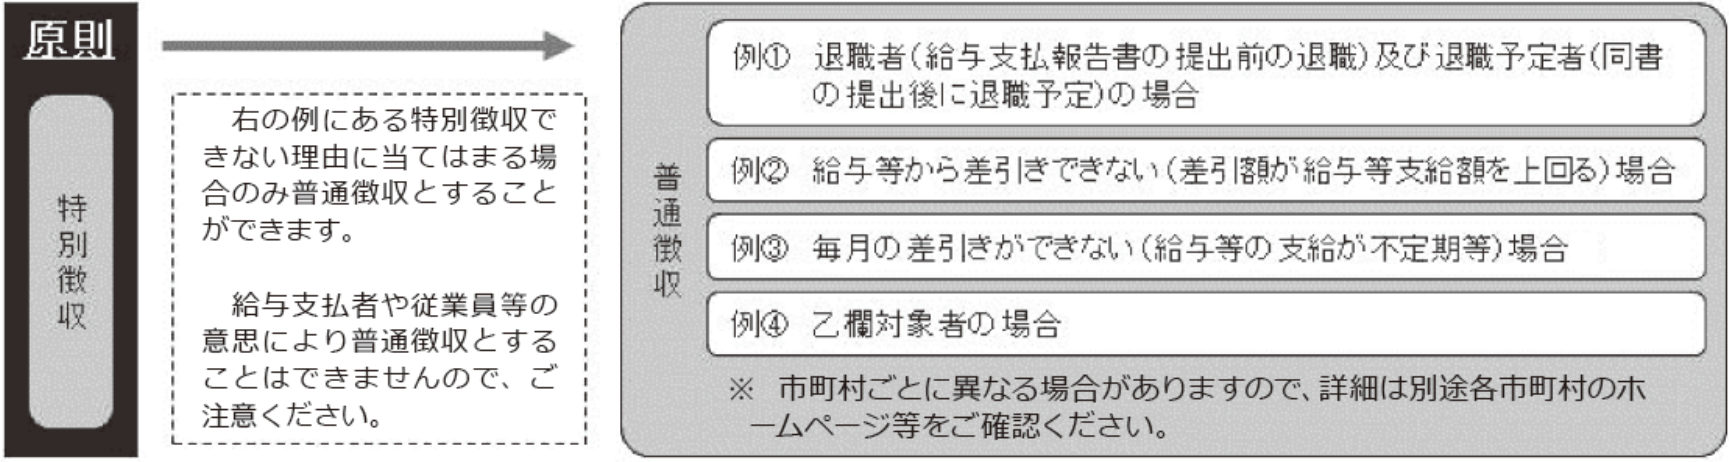 原則
特別徴収
右の例にある特別徴収で
きない理由に当てはまる場
合のみ普通徴収とすること
ができます。
給与支払者や従業員等の
意思により普通徴収とする
ことはできませんので、ご
注意ください。
普通徴収
例① 退職者(給与支払報告書の提出前の退職)及び退職予定者(同書
の提出後に退職予定)の場合
例② 給与等から差引きできない(差引額が給与等支給額を上回る)場合
例③ 毎月の差引きができない(給与等の支給が不定期等)場合
例④ 乙欄対象者の場合
※ 市町村ごとに異なる場合がありますので、詳細は別途各市町村のホ
ームページ等をご確認ください。